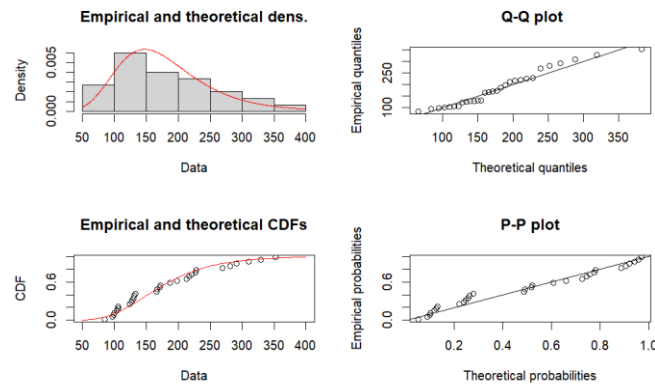 Empirical and theoretical dens.
Density
0.000 0.005
50 100 150 200 250 300 350 400
Data
Q-Q plot
Empirical quantiles
100 250
100 150 200 250 300 350
Theoretical quantiles
Empirical and theoretical CDFs
CDF
0.0 0.6
50 100 150 200 250 300 350 400
Data
P-P plot
Empirical probabilities
0.0 0.6
0.2 0.4 0.6 0.8 1.0
Theoretical probabilities